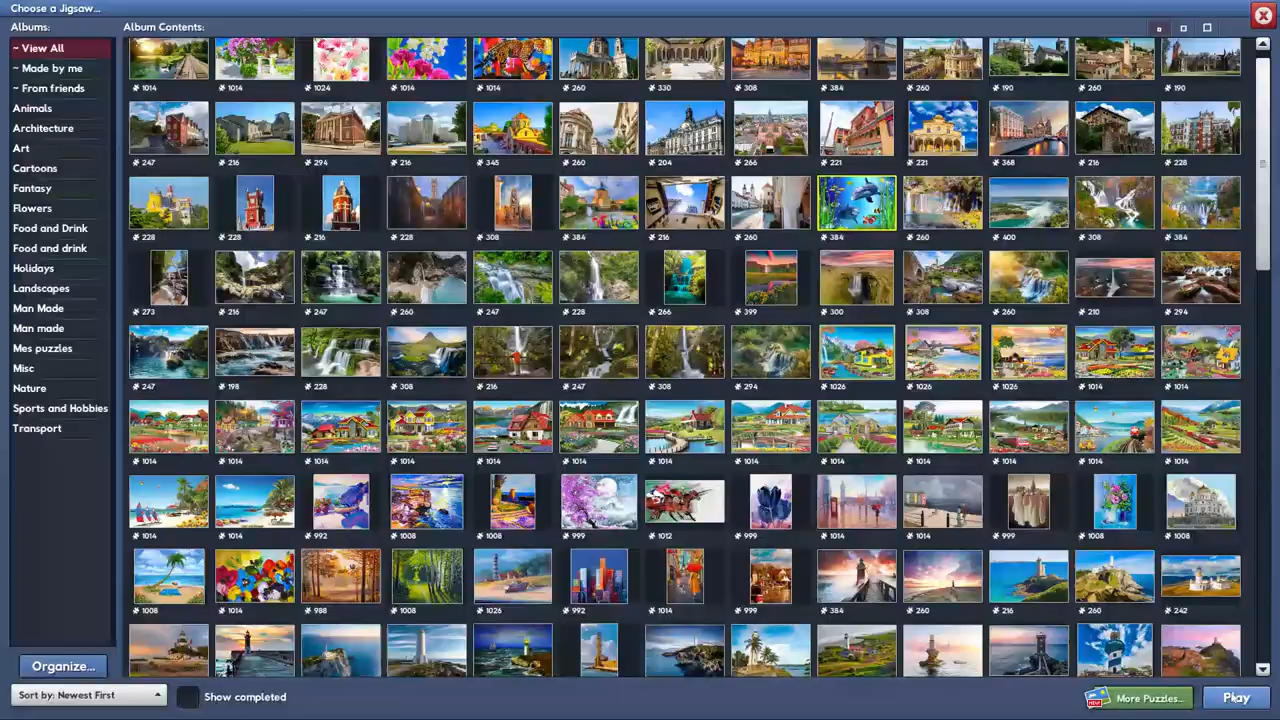 Choose a Jigsaw...
Albums:
Album Contents:
~ View All
~ Made by me
~ From friends
Animals
Architecture
Art
Cartoons
Fantasy
Flowers
Food and Drink
Food and drink
Holidays
Landscapes
Man Made
Man made
Mes puzzles
Misc
Nature
Sports and Hobbies
Transport
1014 1014 1024 1014 1014 260 330 308 384 260 190 260 190
247 216 294 216 345 260 204 266 221 221 368 216 228
228 228 216 228 308 384 216 260 384 260 400 308 384
273 216 247 260 247 228 266 399 300 308 260 210 294
247 198 228 308 216 247 308 294 1026 1026 1026 1014 1014
1014 1014 1014 1014 1014 1014 1014 1014 1014 1014 1014 1014 1014
1014 1014 992 1008 1008 999 1012 999 1014 1014 999 1008 1008
1008 1014 988 1008 1026 992 1014 999 384 260 216 260 242
Organize...
Sort by: Newest First
Show completed
NEW!
More Puzzles...
Play